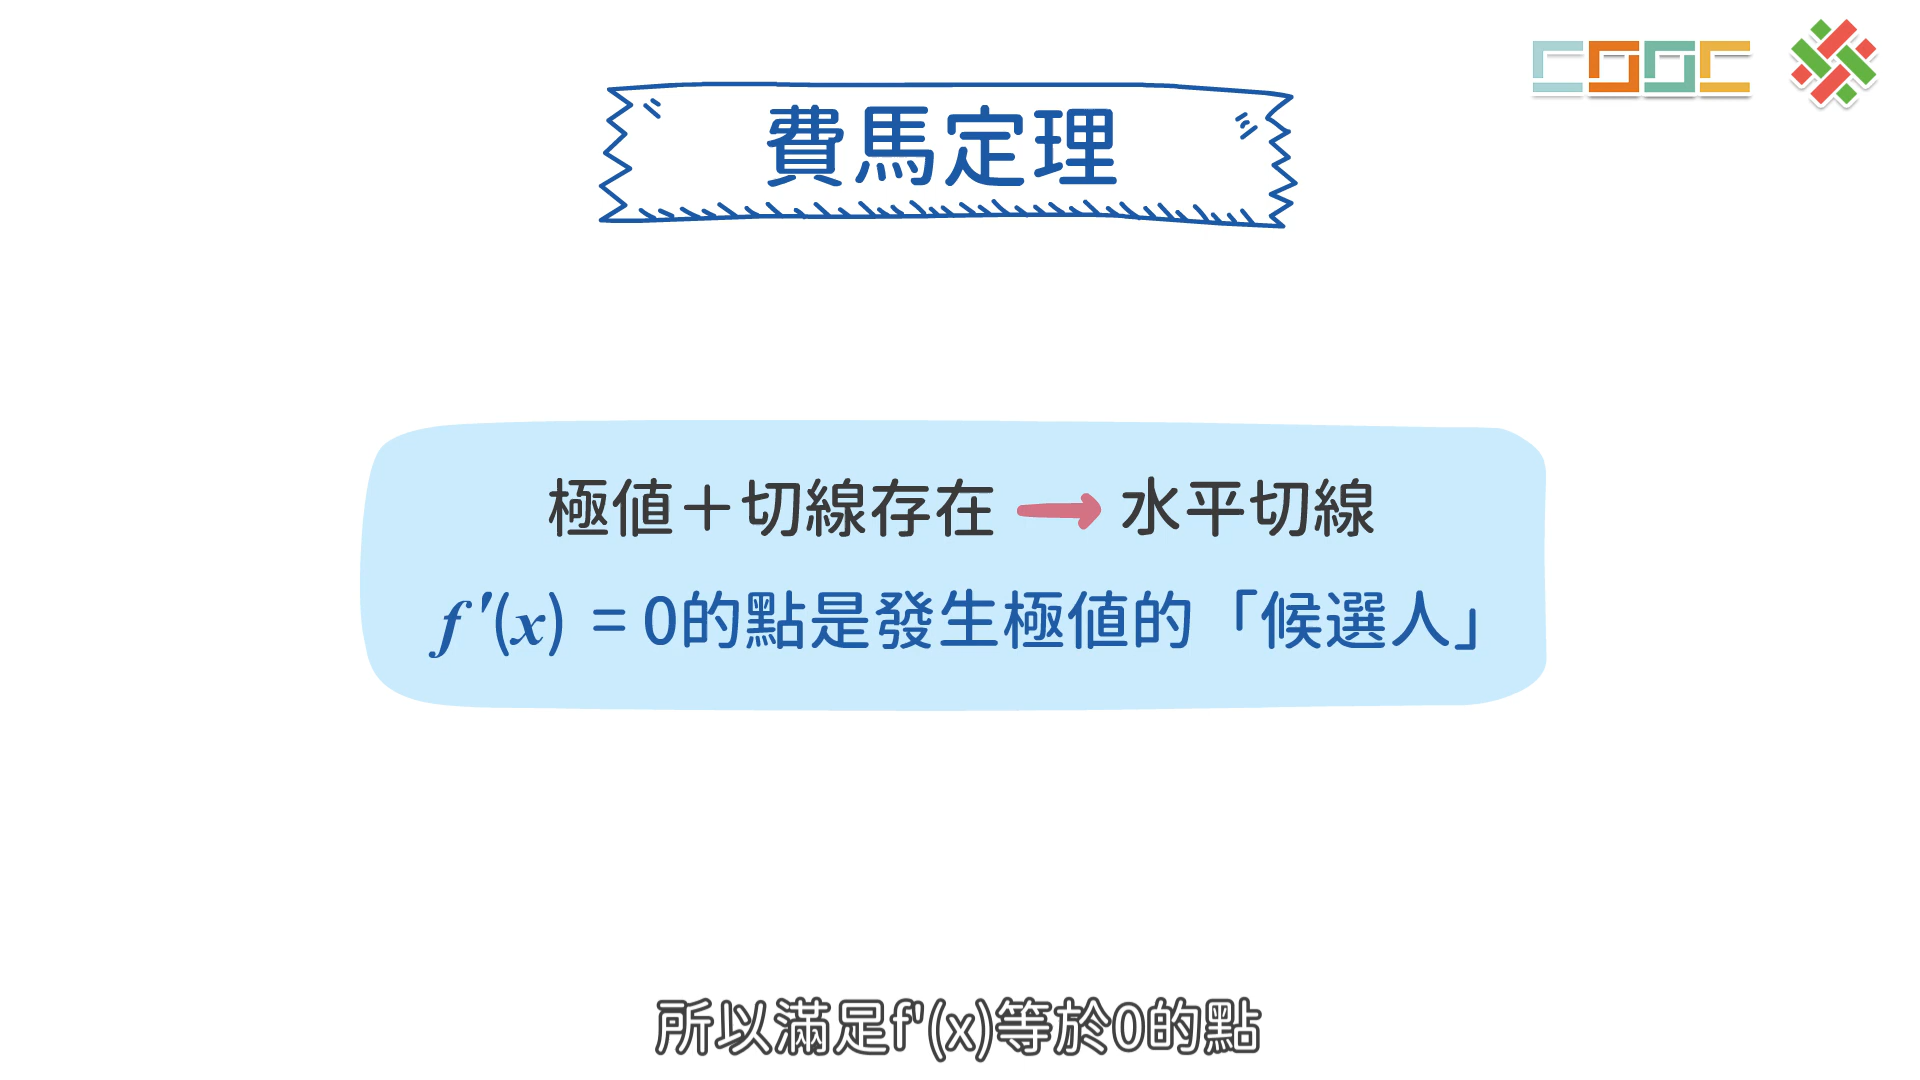 費馬定理
極值＋切線存在 → 水平切線
f'(x) = 0的點是發生極值的「候選人」
所以滿足f'(x)等於0的點